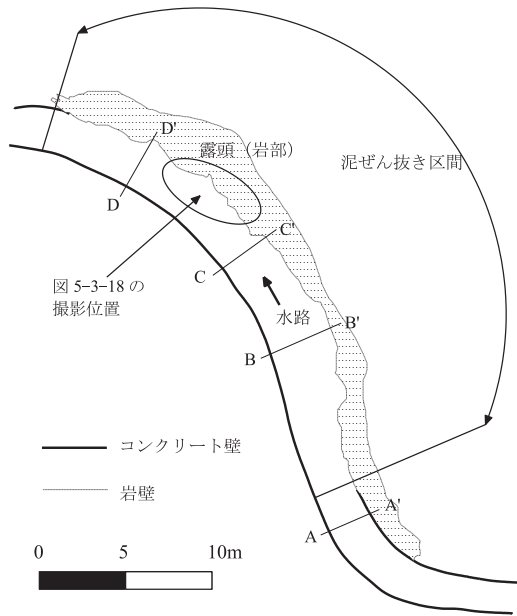 D'
露頭（岩部）
泥ぜん抜き区間
D
C'
C
図 5-3-18 の
撮影位置
水路
B'
B
コンクリート壁
岩壁
A'
A
0 5 10m